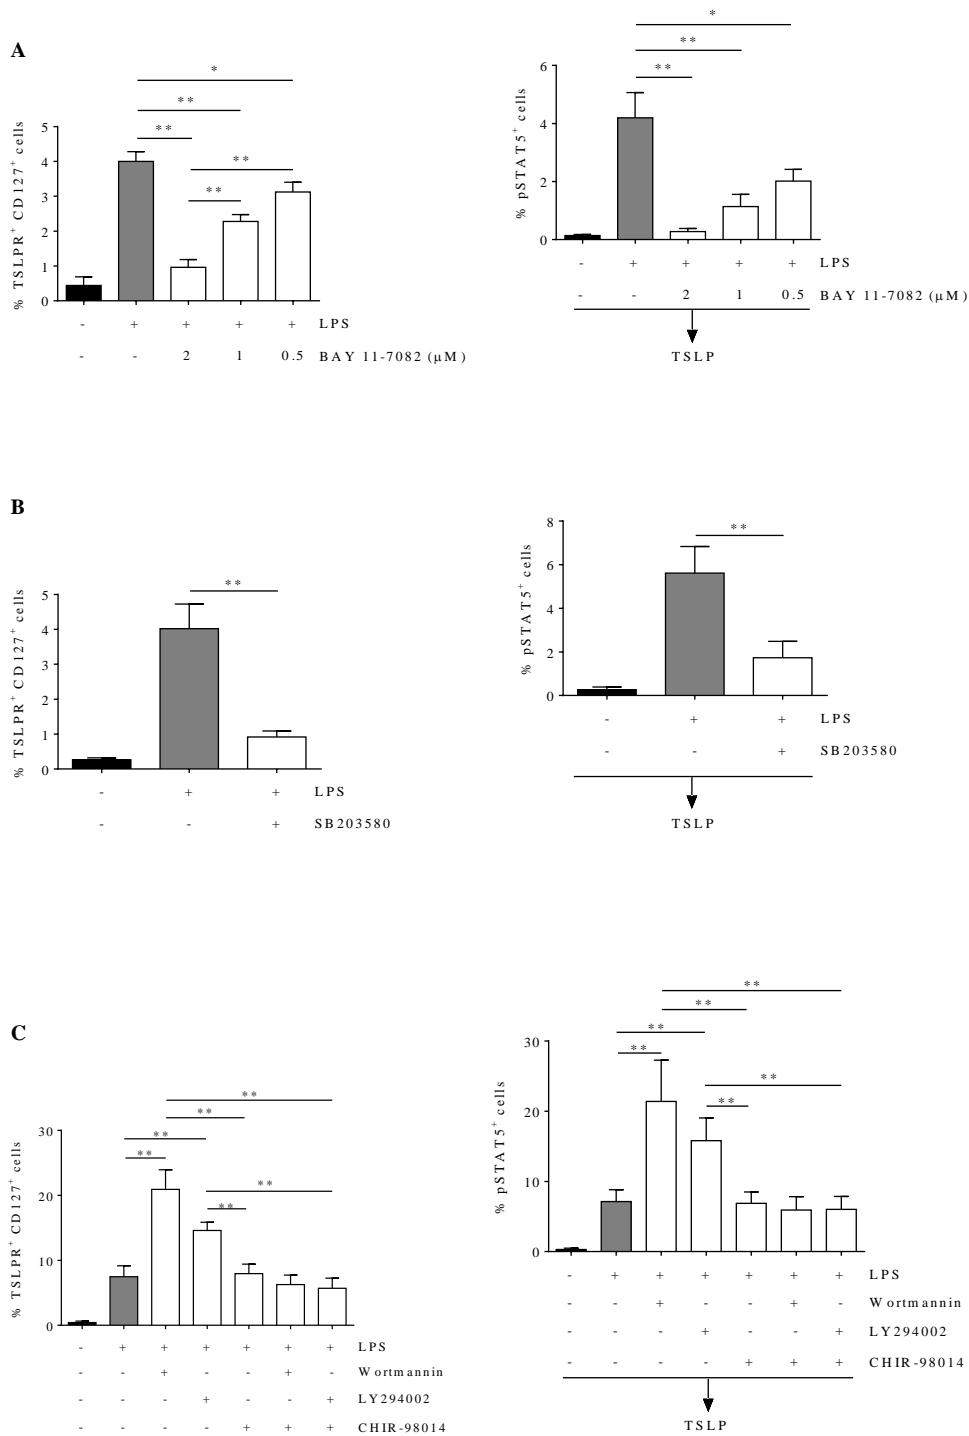 A
% TSLPR+ CD127+ cells
5
4
3
2
1
0
*
**
**
**
**
- + + + + LPS
- - 2 1 0.5 BAY 11-7082 (μM)
% pSTAT5+ cells
6
4
2
0
*
**
**
- + + + + LPS
- - 2 1 0.5 BAY 11-7082 (μM)
TSLP
B
% TSLPR+ CD127+ cells
5
4
3
2
1
0
**
- + + LPS
- - + SB203580
% pSTAT5+ cells
8
6
4
2
0
**
- + + LPS
- - + SB203580
TSLP
C
% TSLPR+ CD127+ cells
30
20
10
0
**
**
**
**
**
**
- + + + + + + LPS
- - + - - + - Wortmannin
- - - + - - + LY294002
- - - - + + + CHIR-98014
% pSTAT5+ cells
30
20
10
0
**
**
**
**
**
**
- + + + + + + LPS
- - + - - + - Wortmannin
- - - + - - + LY294002
- - - - + + + CHIR-98014
TSLP